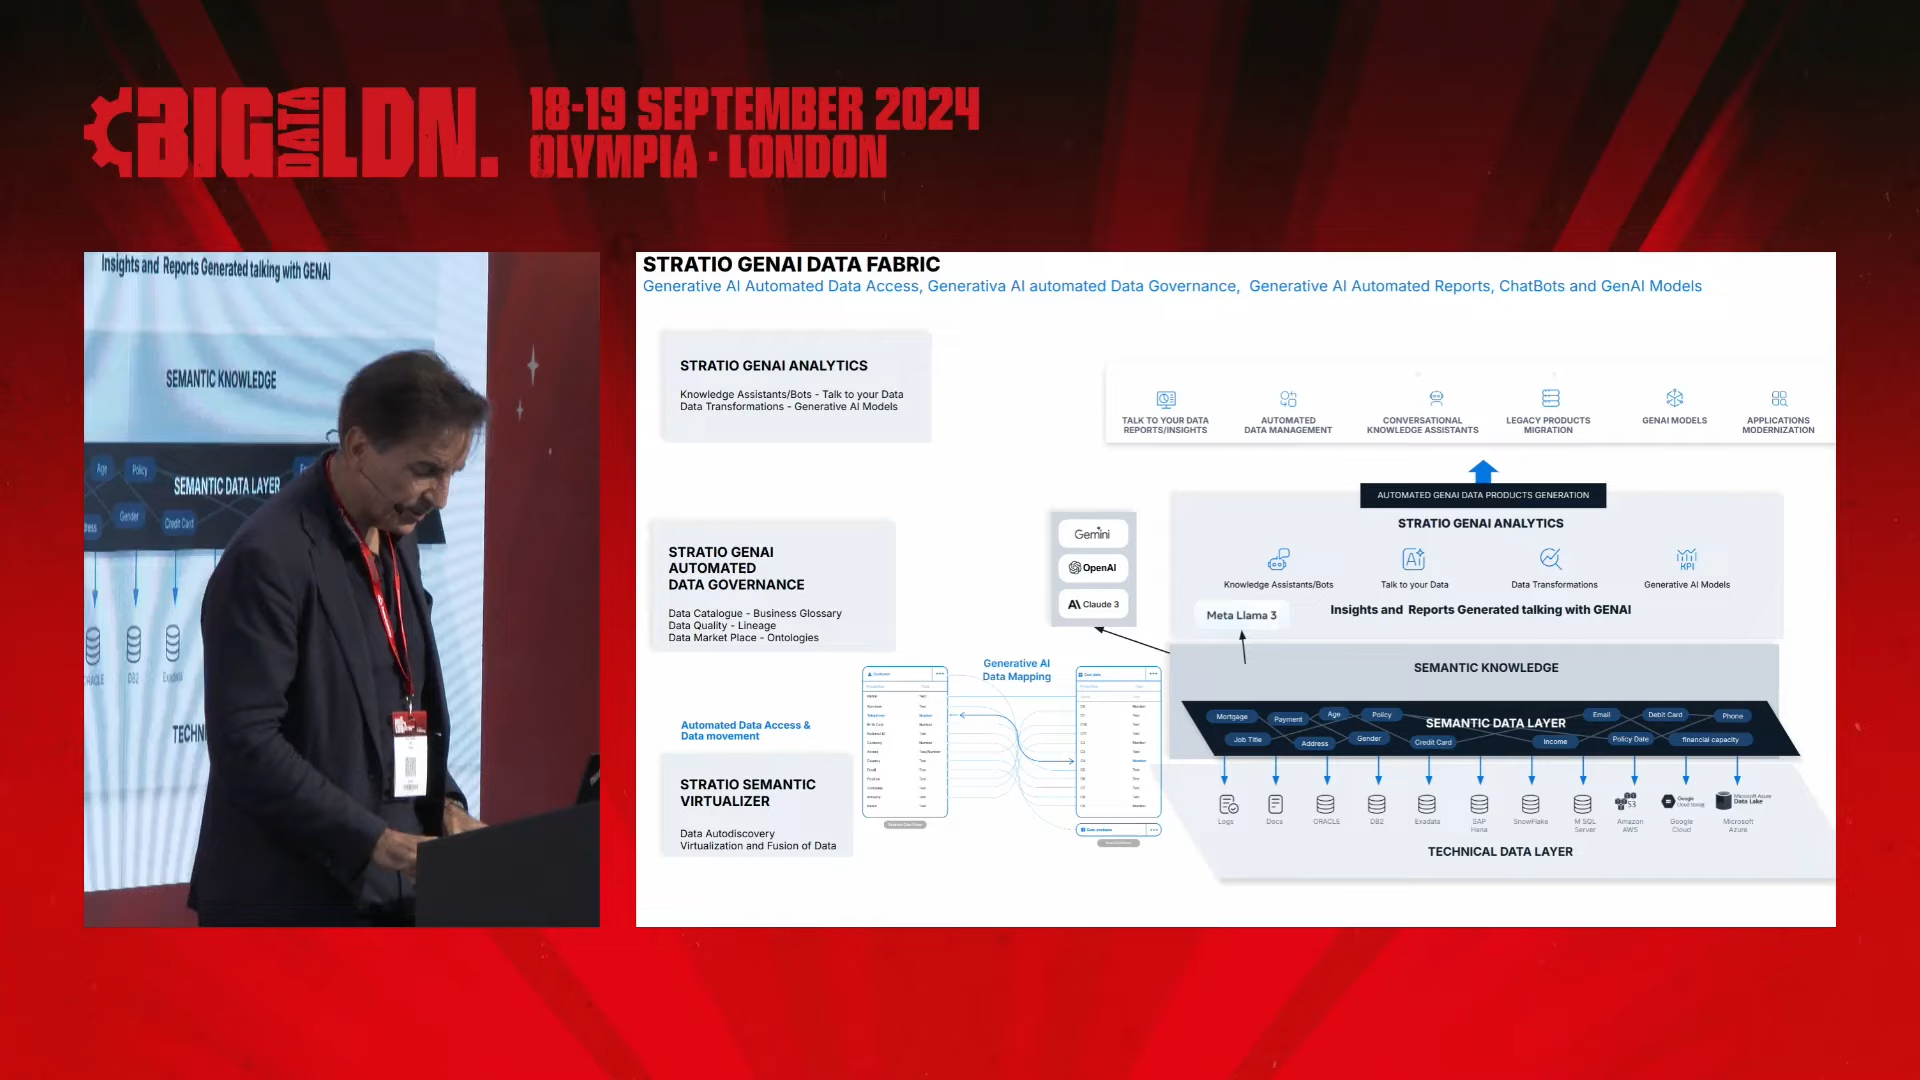 BIG DATA LDN.
18-19 SEPTEMBER 2024
OLYMPIA · LONDON
Insights and Reports Generated talking with GENAI
SEMANTIC KNOWLEDGE
Age
Policy
SEMANTIC DATA LAYER
Gender
Credit Card
DB2
Exadata
STRATIO GENAI DATA FABRIC
Generative AI Automated Data Access, Generativa AI automated Data Governance, Generative AI Automated Reports, ChatBots and GenAI Models
STRATIO GENAI ANALYTICS
Knowledge Assistants/Bots - Talk to your Data
Data Transformations - Generative AI Models
TALK TO YOUR DATA
REPORTS/INSIGHTS
AUTOMATED
DATA MANAGEMENT
CONVERSATIONAL
KNOWLEDGE ASSISTANTS
LEGACY PRODUCTS
MIGRATION
GENAI MODELS
APPLICATIONS
MODERNIZATION
AUTOMATED GENAI DATA PRODUCTS GENERATION
STRATIO GENAI ANALYTICS
KPI
Knowledge Assistants/Bots
Talk to your Data
Data Transformations
Generative AI Models
Meta Llama 3
Insights and Reports Generated talking with GENAI
STRATIO GENAI
AUTOMATED
DATA GOVERNANCE
Data Catalogue - Business Glossary
Data Quality - Lineage
Data Market Place - Ontologies
Gemini
OpenAI
Claude 3
Generative AI
Data Mapping
SEMANTIC KNOWLEDGE
SEMANTIC DATA LAYER
Mortgage
Payment
Age
Policy
Email
Debit Card
Phone
Job Title
Address
Gender
Credit Card
Income
Policy Date
financial capacity
Automated Data Access &
Data movement
STRATIO SEMANTIC
VIRTUALIZER
Data Autodiscovery
Virtualization and Fusion of Data
Logs
Docs
ORACLE
DB2
Exadata
SAP
Hana
SnowFlake
M SQL
Server
S3
Amazon
AWS
Google
Cloud
Microsoft Azure
Data Lake
Microsoft
Azure
TECHNICAL DATA LAYER